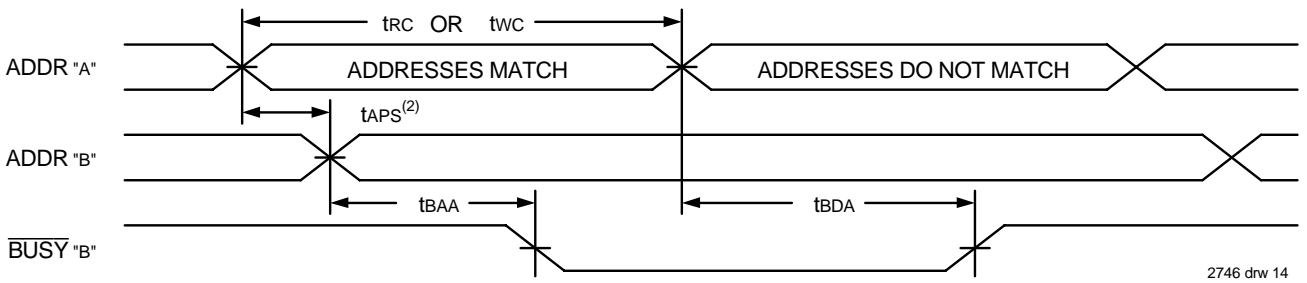 tRC OR tWC
ADDR "A"
ADDRESSES MATCH
ADDRESSES DO NOT MATCH
tAPS(2)
ADDR "B"
tBAA
tBDA
BUSY "B"
2746 drw 14